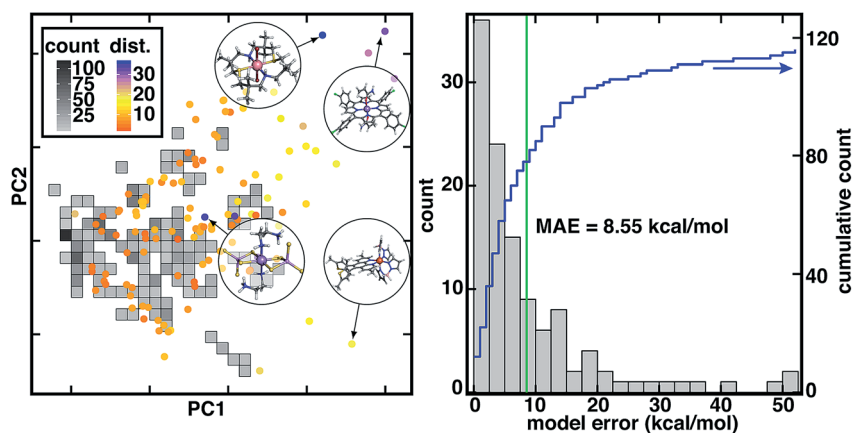 count dist.
100
75
50
25
30
20
10
PC2
PC1
count
30
20
10
0
MAE = 8.55 kcal/mol
120
80
40
0
cumulative count
0 10 20 30 40 50
model error (kcal/mol)